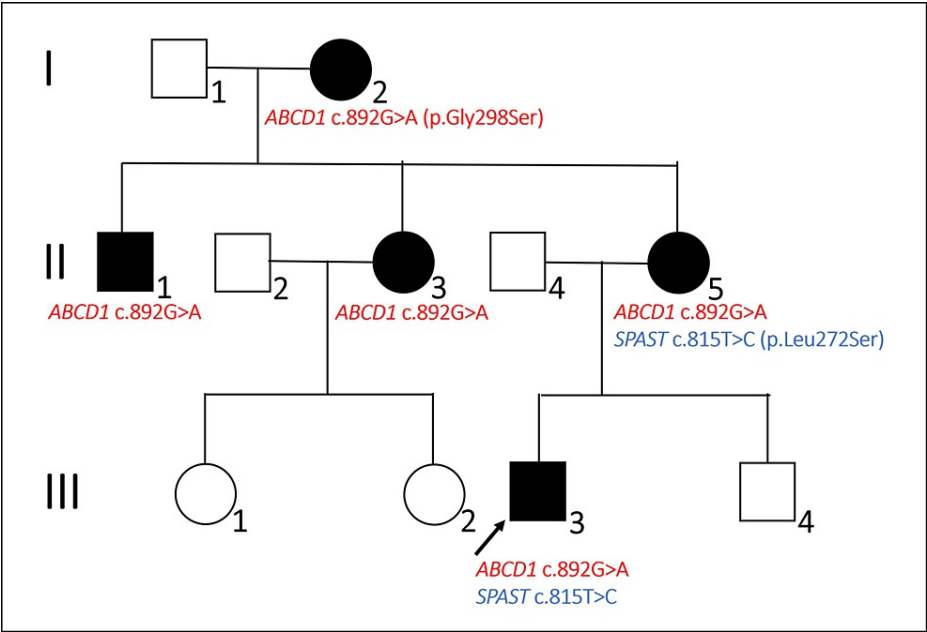 I
1
2
ABCD1 c.892G>A (p.Gly298Ser)
II
1
2
3
4
5
ABCD1 c.892G>A
ABCD1 c.892G>A
ABCD1 c.892G>A
SPAST c.815T>C (p.Leu272Ser)
III
1
2
3
4
ABCD1 c.892G>A
SPAST c.815T>C